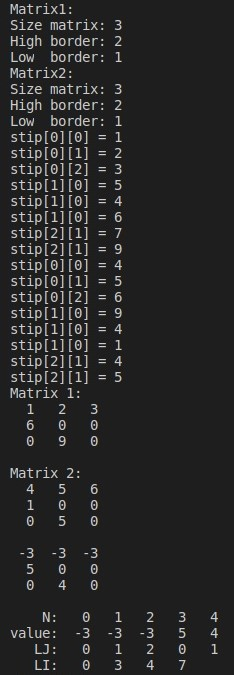 Matrix1:
Size matrix: 3
High border: 2
Low  border: 1
Matrix2:
Size matrix: 3
High border: 2
Low  border: 1
stip[0][0] = 1
stip[0][1] = 2
stip[0][2] = 3
stip[1][0] = 5
stip[1][0] = 4
stip[1][0] = 6
stip[2][1] = 7
stip[2][1] = 9
stip[0][0] = 4
stip[0][1] = 5
stip[0][2] = 6
stip[1][0] = 9
stip[1][0] = 4
stip[1][0] = 1
stip[2][1] = 4
stip[2][1] = 5
Matrix 1:
  1   2   3
  6   0   0
  0   9   0
Matrix 2:
  4   5   6
  1   0   0
  0   5   0
 -3  -3  -3
  5   0   0
  0   4   0
    N:   0   1   2   3   4
value:  -3  -3  -3   5   4
   LJ:   0   1   2   0   1
   LI:   0   3   4   7